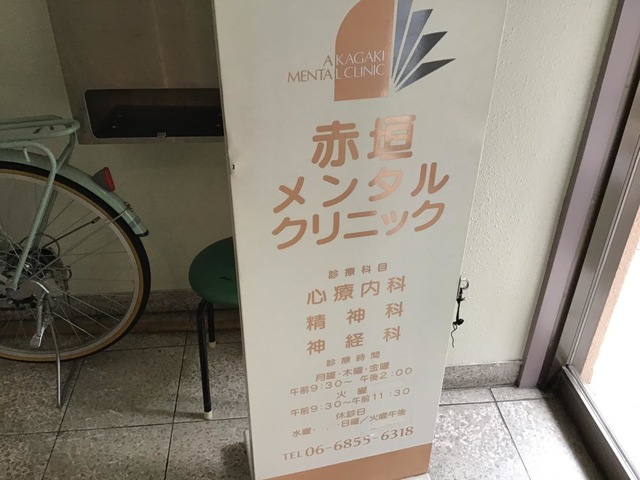 AKAGAKI
MENTAL CLINIC
赤垣
メンタル
クリニック
診療科目
心療内科
精神科
神経科
診療時間
月曜・木曜・金曜
午前9:30～午後2:00
火曜
午前9:30～午前11:30
休診日
水曜・ ・日曜／火曜午後
TEL 06-6855-6318